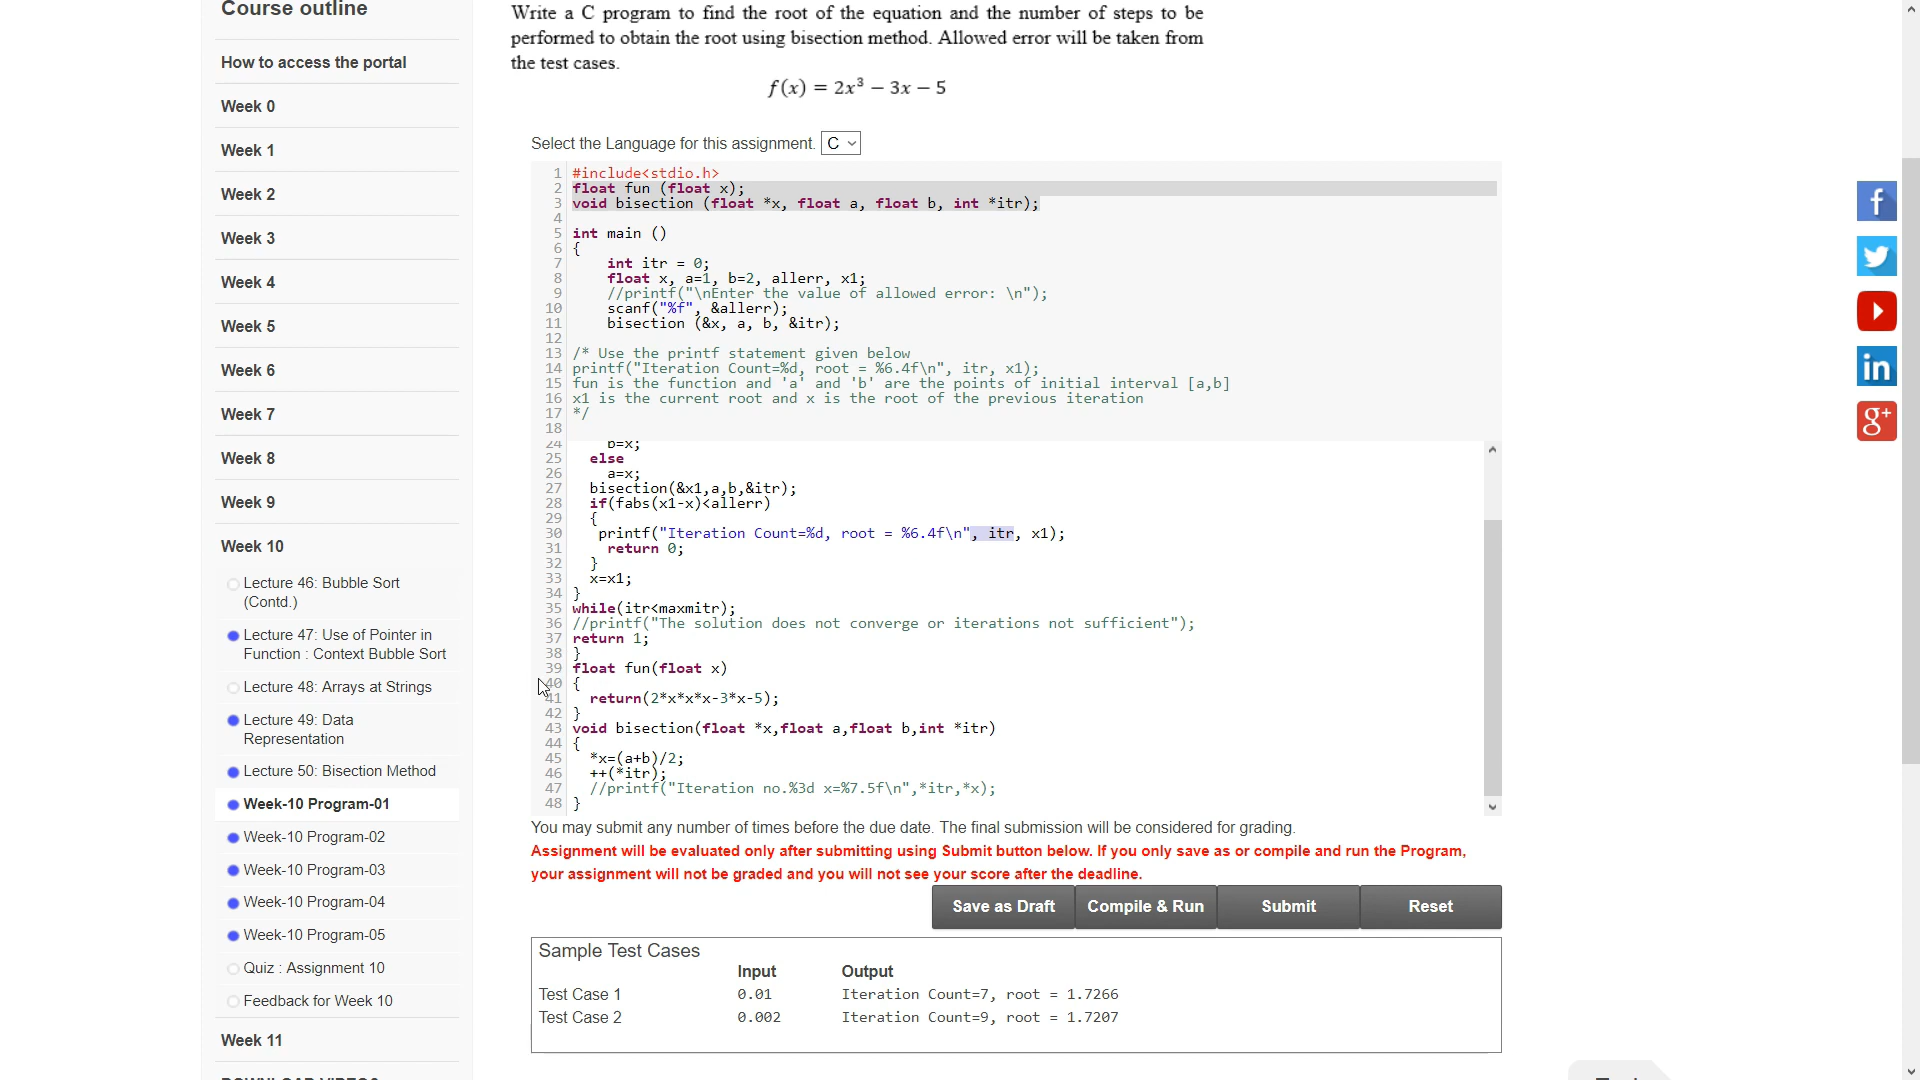 Course outline
How to access the portal
Week 0
Week 1
Week 2
Week 3
Week 4
Week 5
Week 6
Week 7
Week 8
Week 9
Week 10
Lecture 46: Bubble Sort
(Contd.)
Lecture 47: Use of Pointer in
Function : Context Bubble Sort
Lecture 48: Arrays at Strings
Lecture 49: Data
Representation
Lecture 50: Bisection Method
Week-10 Program-01
Week-10 Program-02
Week-10 Program-03
Week-10 Program-04
Week-10 Program-05
Quiz : Assignment 10
Feedback for Week 10
Week 11
Write a C program to find the root of the equation and the number of steps to be
performed to obtain the root using bisection method. Allowed error will be taken from
the test cases.
f(x) = 2x³ − 3x − 5
Select the Language for this assignment. C
1 #include<stdio.h>
2 float fun (float x);
3 void bisection (float *x, float a, float b, int *itr);
4
5 int main ()
6 {
7     int itr = 0;
8     float x, a=1, b=2, allerr, x1;
9     //printf("\nEnter the value of allowed error: \n");
10     scanf("%f", &allerr);
11     bisection (&x, a, b, &itr);
12
13 /* Use the printf statement given below
14 printf("Iteration Count=%d, root = %6.4f\n", itr, x1);
15 fun is the function and 'a' and 'b' are the points of initial interval [a,b]
16 x1 is the current root and x is the root of the previous iteration
17 */
18
24     b=x;
25   else
26     a=x;
27   bisection(&x1,a,b,&itr);
28   if(fabs(x1-x)<allerr)
29   {
30    printf("Iteration Count=%d, root = %6.4f\n", itr, x1);
31     return 0;
32   }
33   x=x1;
34 }
35 while(itr<maxmitr);
36 //printf("The solution does not converge or iterations not sufficient");
37 return 1;
38 }
39 float fun(float x)
40 {
41   return(2*x*x*x-3*x-5);
42 }
43 void bisection(float *x,float a,float b,int *itr)
44 {
45   *x=(a+b)/2;
46   ++(*itr);
47   //printf("Iteration no.%3d x=%7.5f\n",*itr,*x);
48 }
You may submit any number of times before the due date. The final submission will be considered for grading.
Assignment will be evaluated only after submitting using Submit button below. If you only save as or compile and run the Program,
your assignment will not be graded and you will not see your score after the deadline.
Save as Draft Compile & Run Submit Reset
Sample Test Cases
Input Output
Test Case 1 0.01 Iteration Count=7, root = 1.7266
Test Case 2 0.002 Iteration Count=9, root = 1.7207
f
in
g+